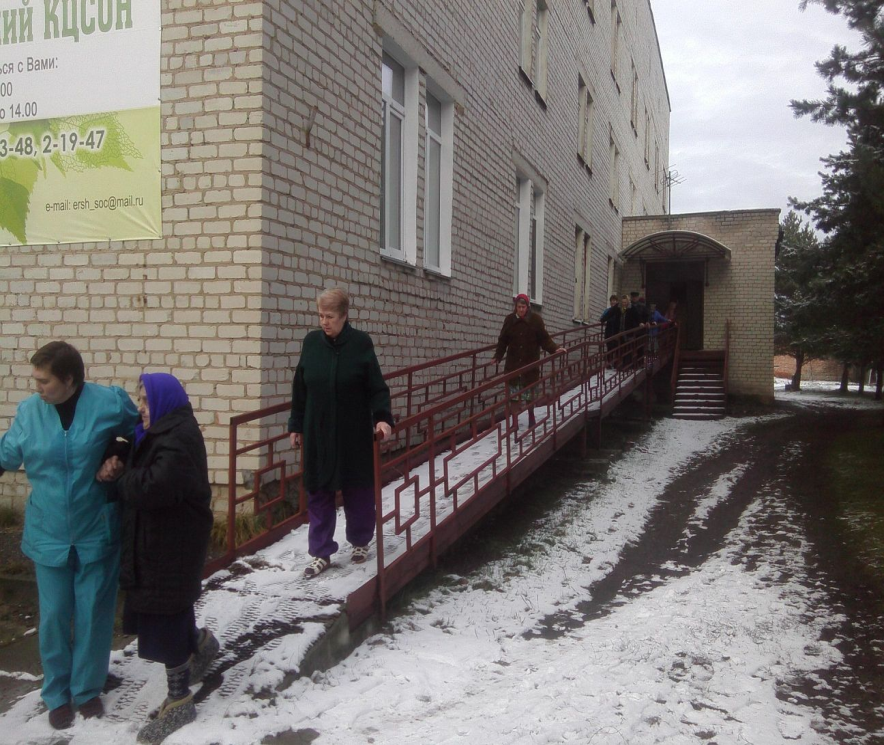 ИЙ КЦСОН
ься с Вами:
00
о 14.00
3-48, 2-19-47
e-mail: ersh_soc@mail.ru